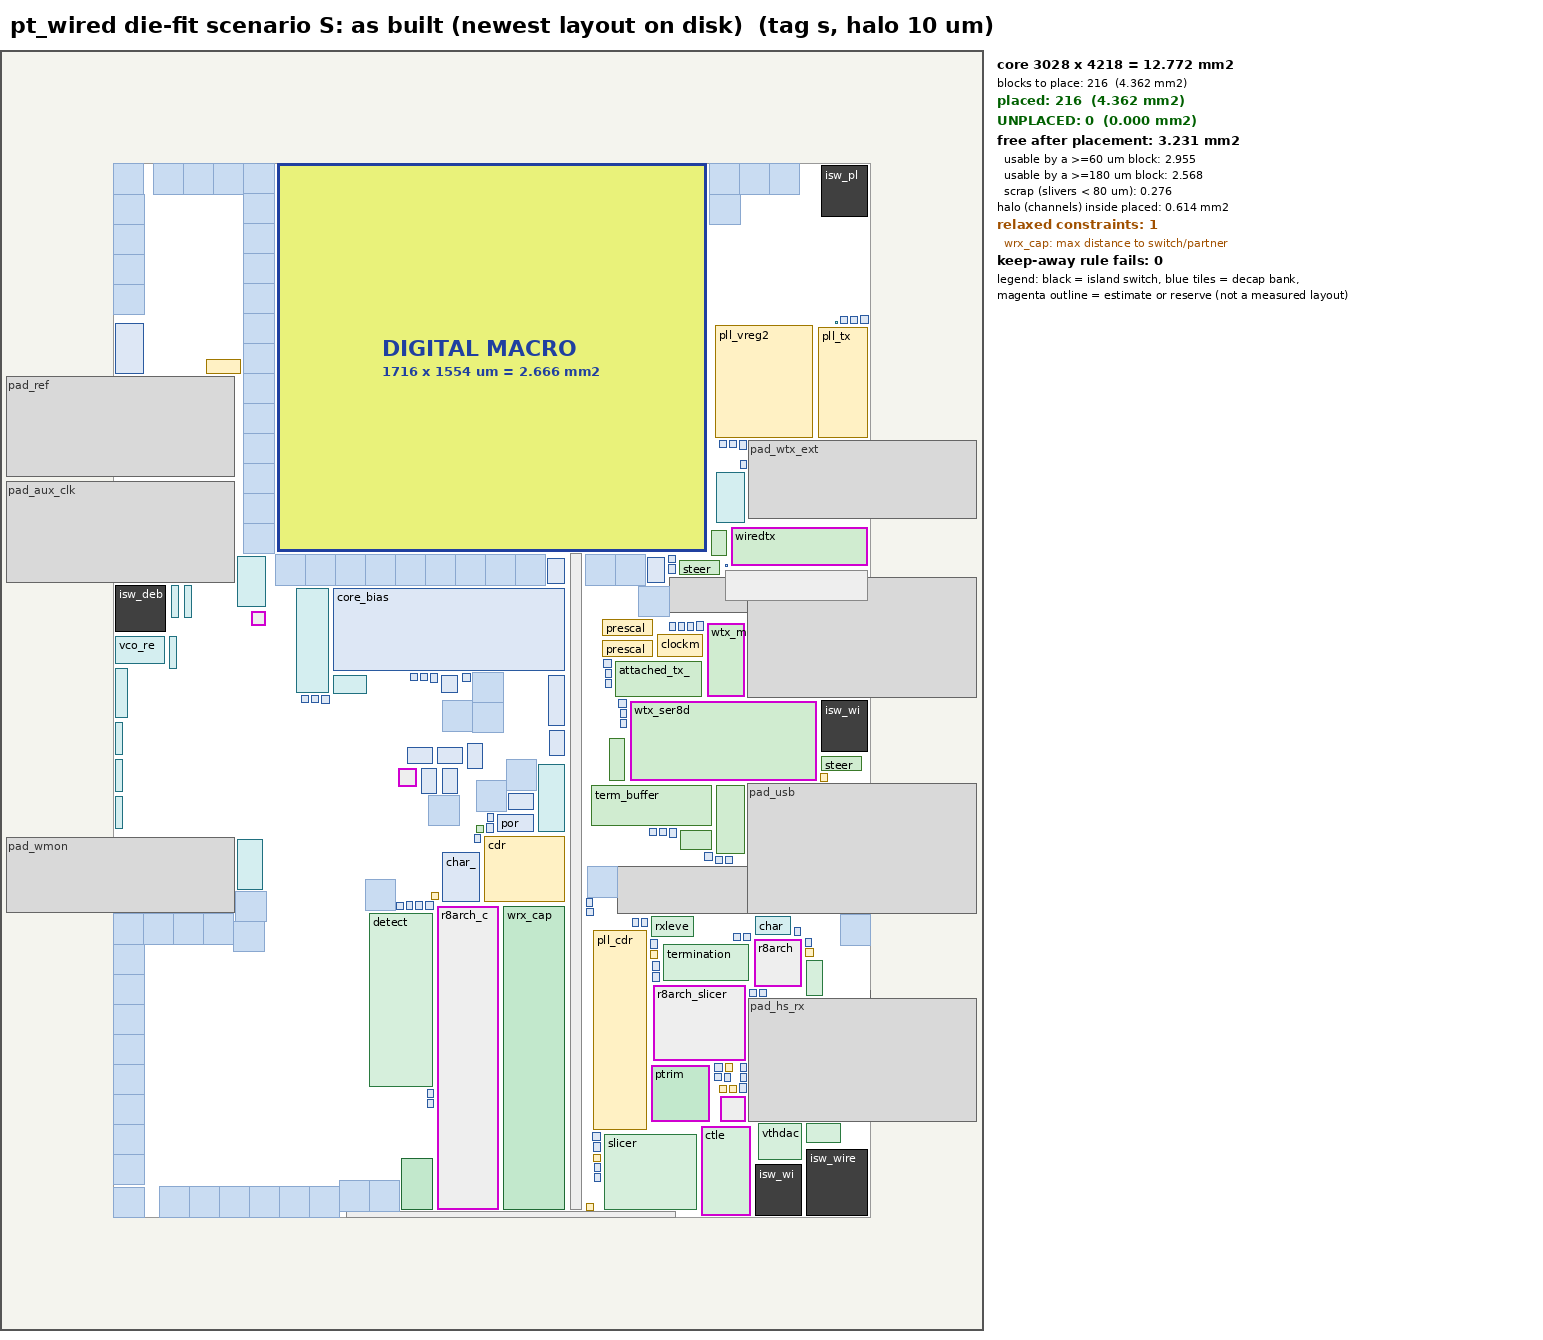 pt_wired die-fit scenario S: as built (newest layout on disk)  (tag s, halo 10 um)
core 3028 x 4218 = 12.772 mm2
blocks to place: 216  (4.362 mm2)
placed: 216  (4.362 mm2)
UNPLACED: 0  (0.000 mm2)
free after placement: 3.231 mm2
usable by a >=60 um block: 2.955
usable by a >=180 um block: 2.568
scrap (slivers < 80 um): 0.276
halo (channels) inside placed: 0.614 mm2
relaxed constraints: 1
wrx_cap: max distance to switch/partner
keep-away rule fails: 0
legend: black = island switch, blue tiles = decap bank,
magenta outline = estimate or reserve (not a measured layout)
isw_pl
DIGITAL MACRO
1716 x 1554 um = 2.666 mm2
pll_vreg2
pll_tx
pad_ref
pad_wtx_ext
pad_aux_clk
wiredtx
steer
isw_deb
core_bias
prescal
wtx_m
vco_re
prescal
clockm
attached_tx_
wtx_ser8d
isw_wi
steer
term_buffer
pad_usb
por
pad_wmon
cdr
char_
detect
r8arch_c
wrx_cap
rxleve
char
pll_cdr
termination
r8arch
r8arch_slicer
pad_hs_rx
ptrim
slicer
ctle
vthdac
isw_wire
isw_wi